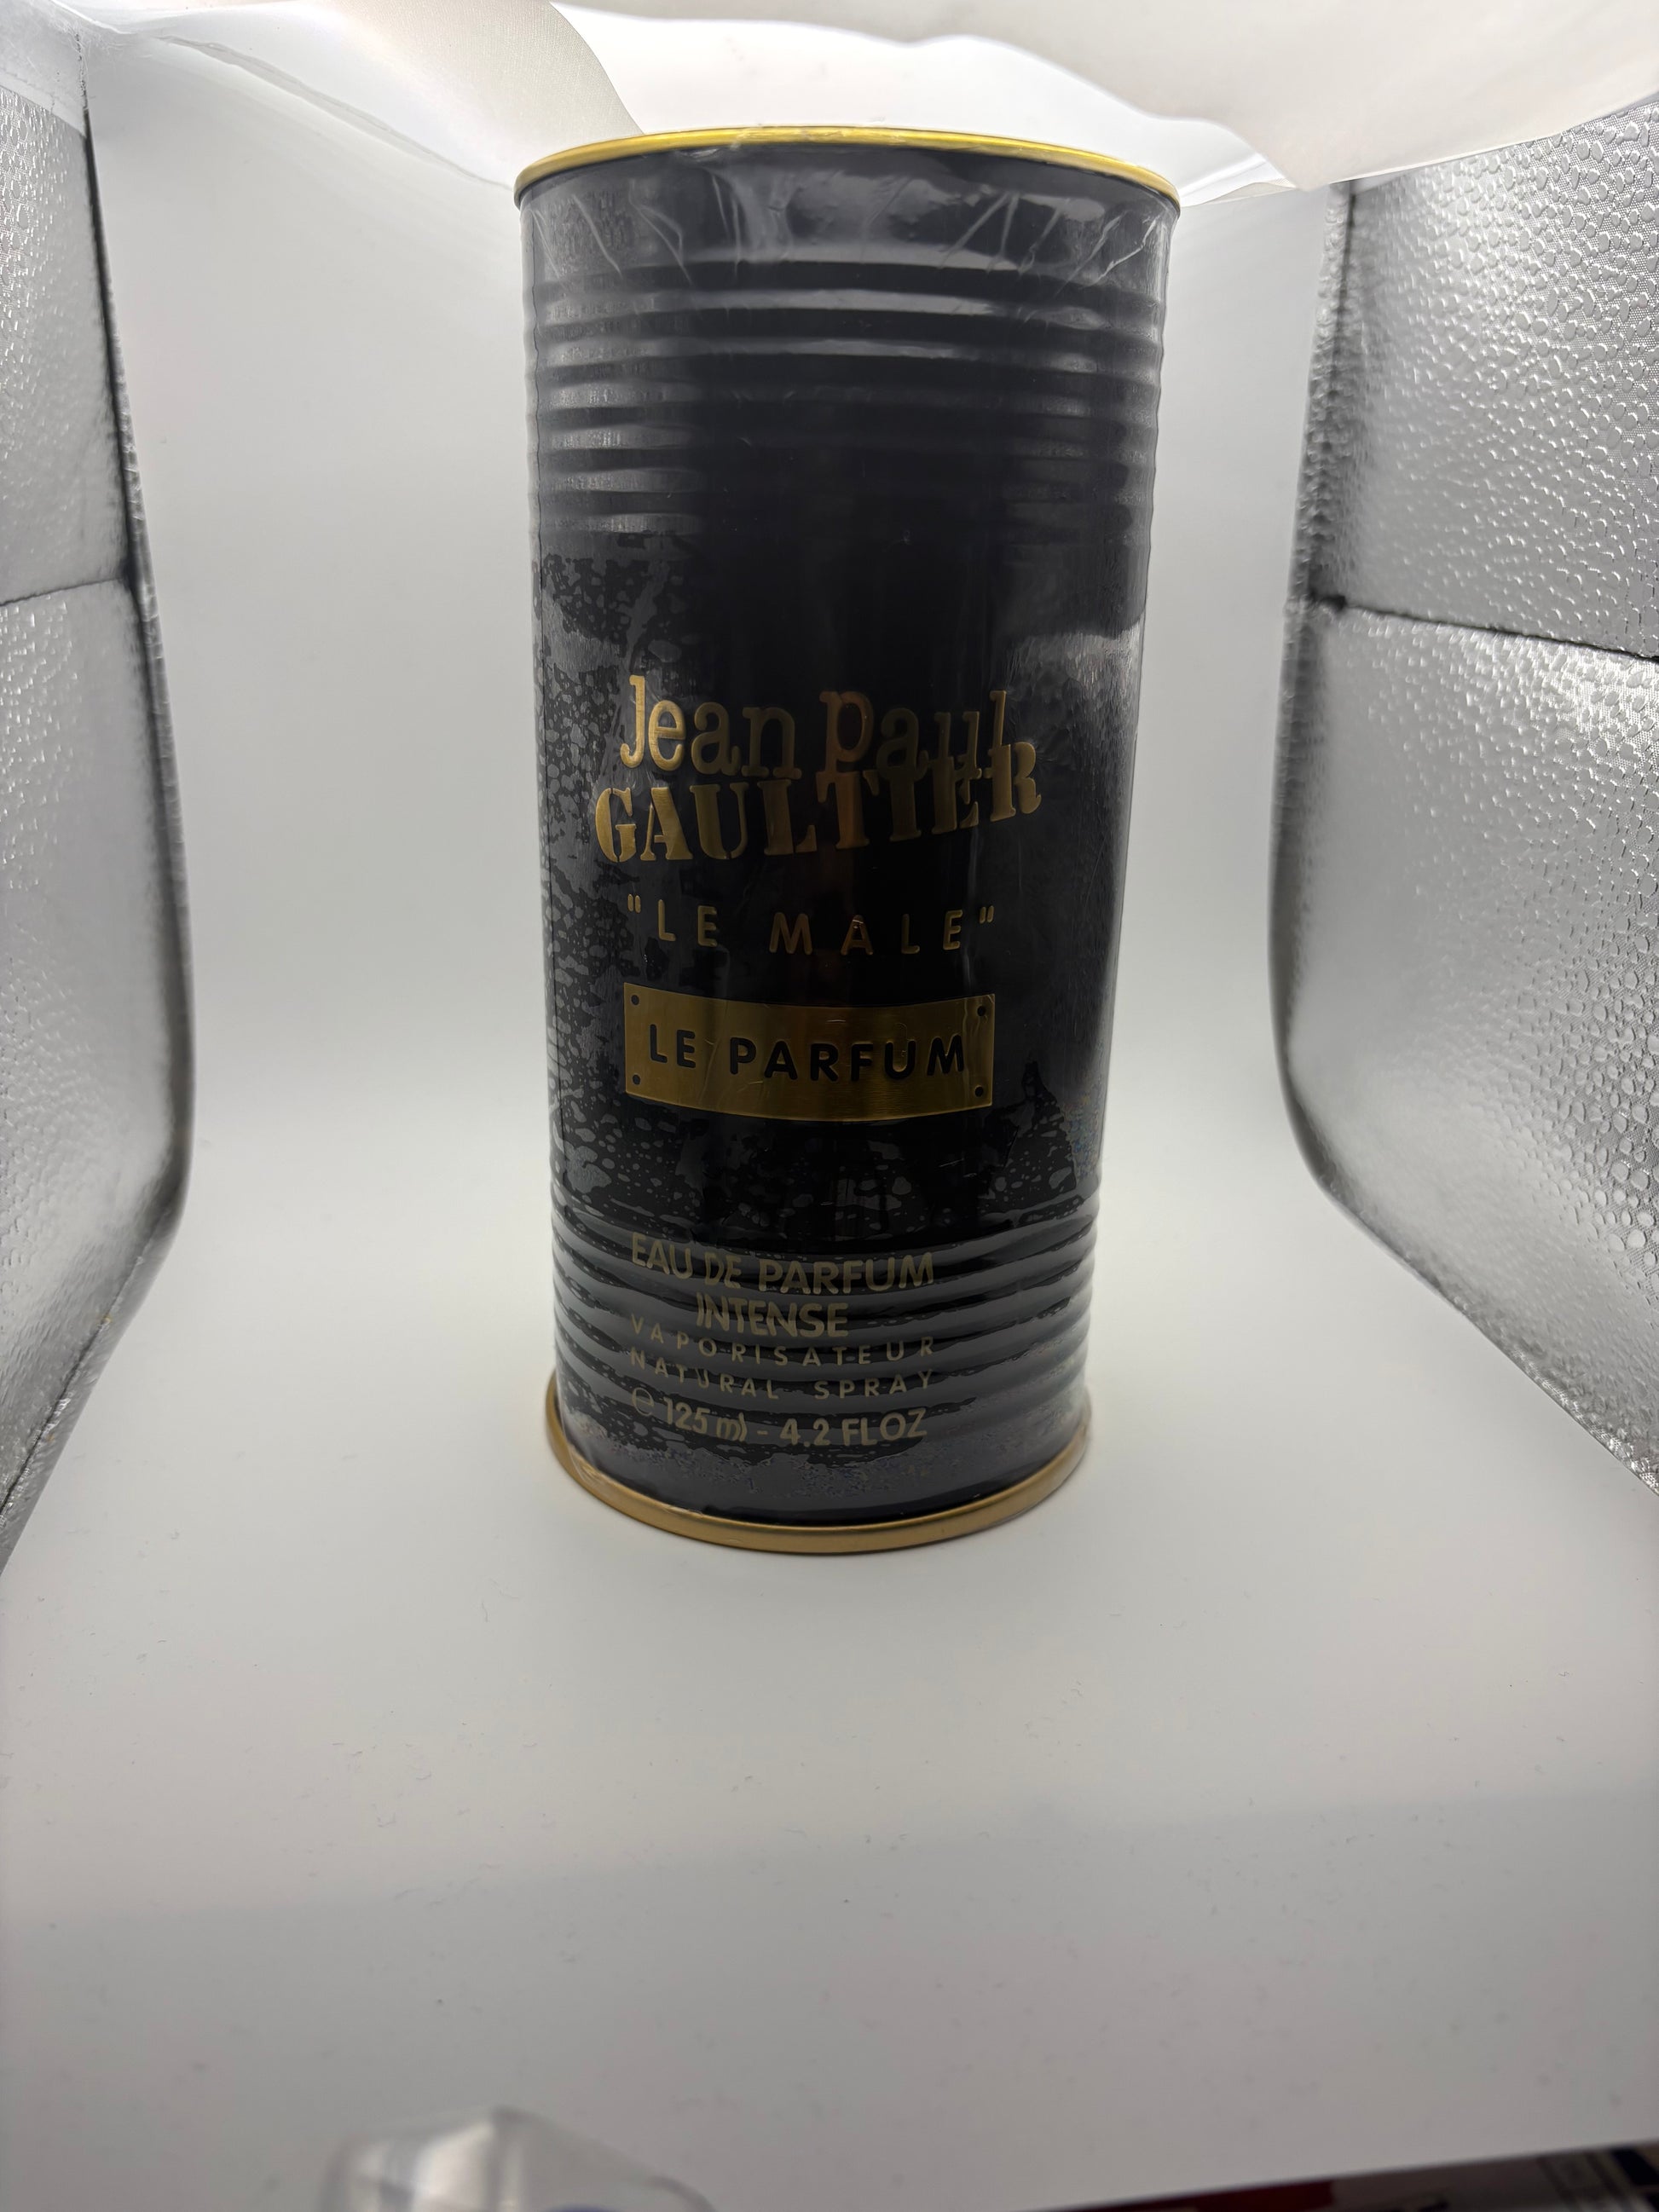 Jean Paul
GAULTIER
"LE MALE"
LE PARFUM
EAU DE PARFUM
INTENSE
VAPORISATEUR
NATURAL SPRAY
℮ 125 ml - 4.2 FL.OZ